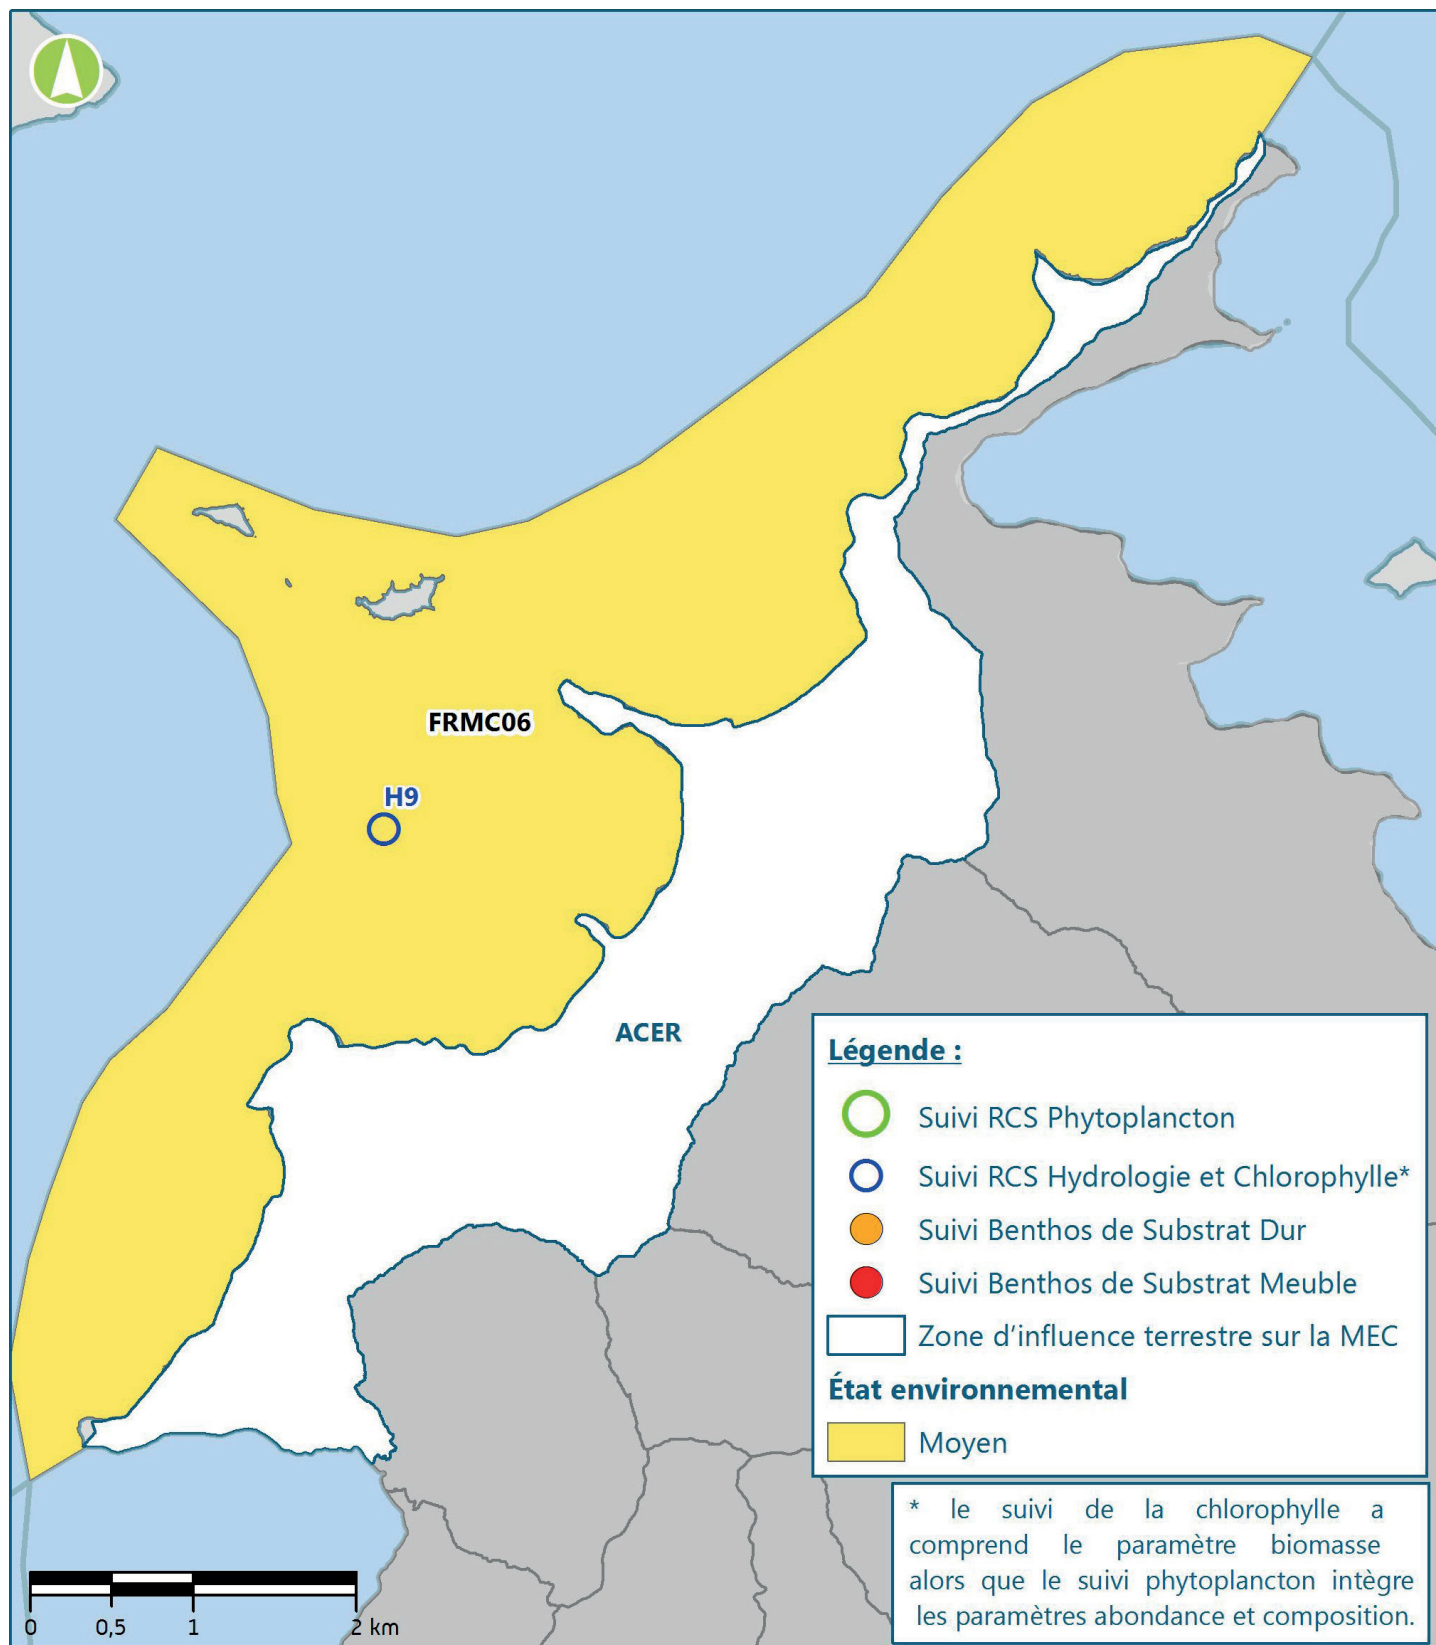 FRMC06
H9
ACER
Légende :
Suivi RCS Phytoplancton
Suivi RCS Hydrologie et Chlorophylle*
Suivi Benthos de Substrat Dur
Suivi Benthos de Substrat Meuble
Zone d'influence terrestre sur la MEC
État environnemental
Moyen
* le suivi de la chlorophylle a
comprend le paramètre biomasse
alors que le suivi phytoplancton intègre
les paramètres abondance et composition.
0 0,5 1 2 km